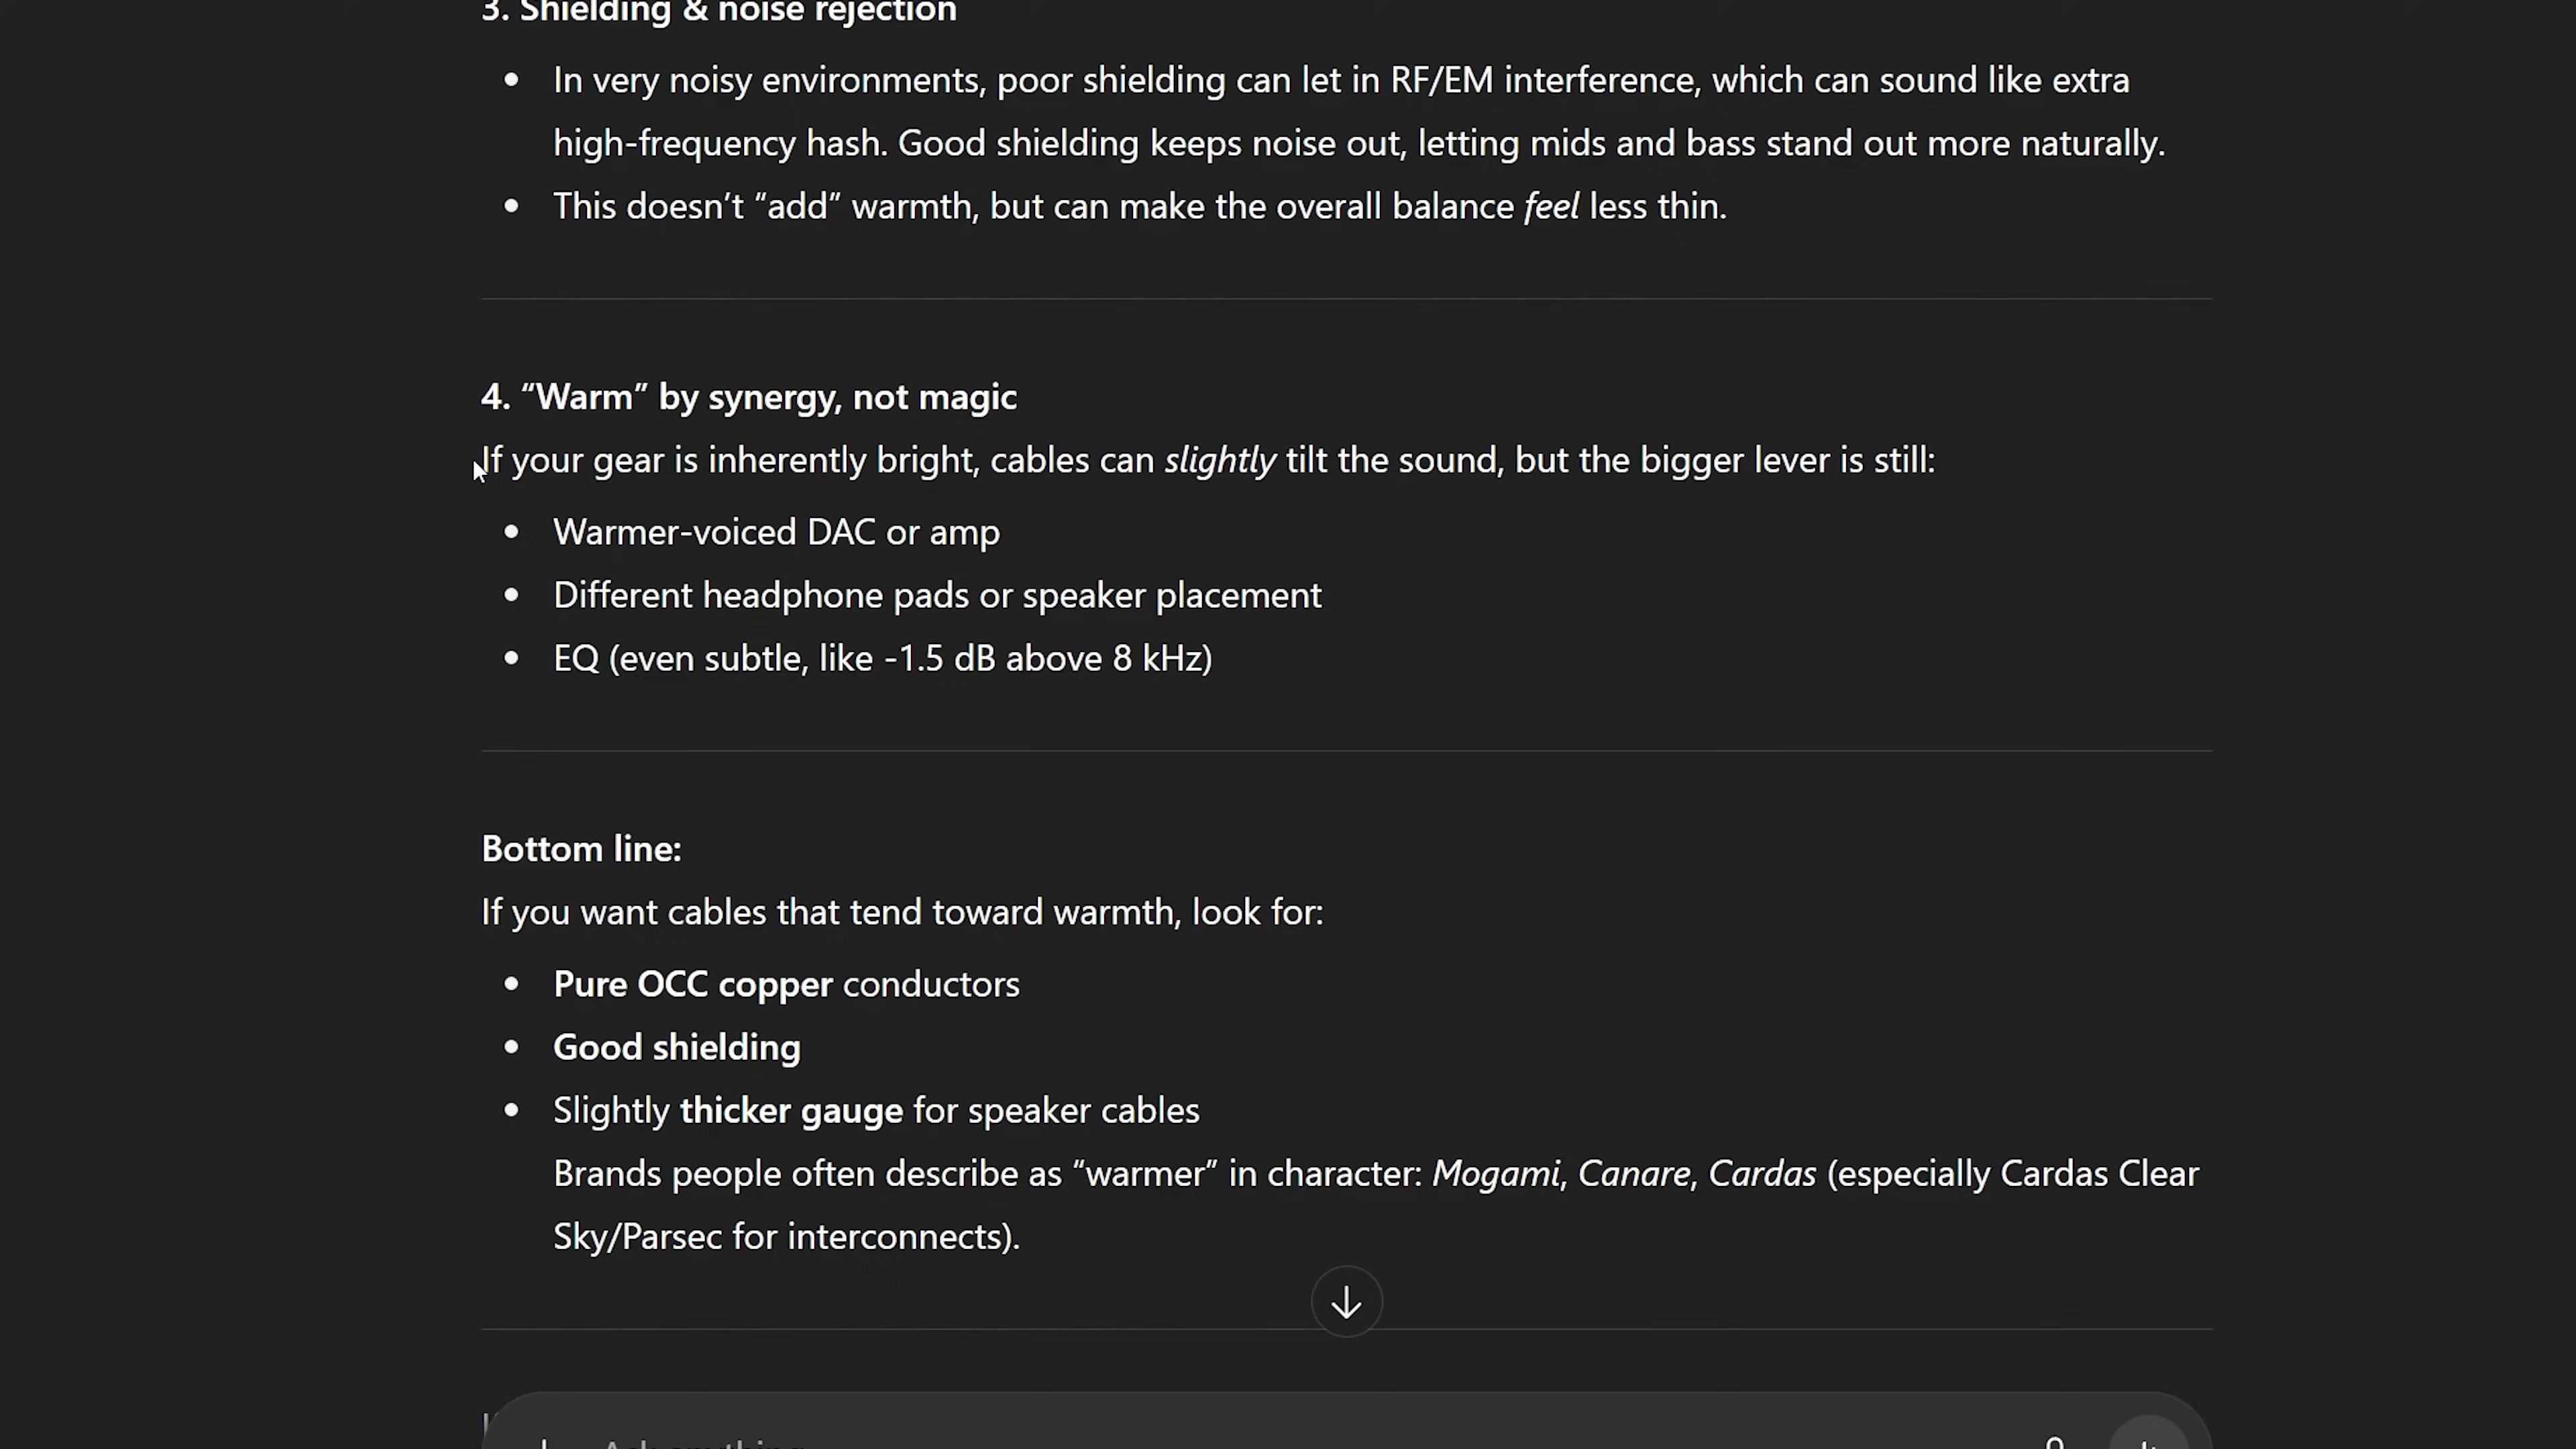 3. Shielding & noise rejection
• In very noisy environments, poor shielding can let in RF/EM interference, which can sound like extra
high-frequency hash. Good shielding keeps noise out, letting mids and bass stand out more naturally.
• This doesn’t “add” warmth, but can make the overall balance feel less thin.
4. “Warm” by synergy, not magic
If your gear is inherently bright, cables can slightly tilt the sound, but the bigger lever is still:
• Warmer-voiced DAC or amp
• Different headphone pads or speaker placement
• EQ (even subtle, like -1.5 dB above 8 kHz)
Bottom line:
If you want cables that tend toward warmth, look for:
• Pure OCC copper conductors
• Good shielding
• Slightly thicker gauge for speaker cables
Brands people often describe as “warmer” in character: Mogami, Canare, Cardas (especially Cardas Clear
Sky/Parsec for interconnects).
Ask anything